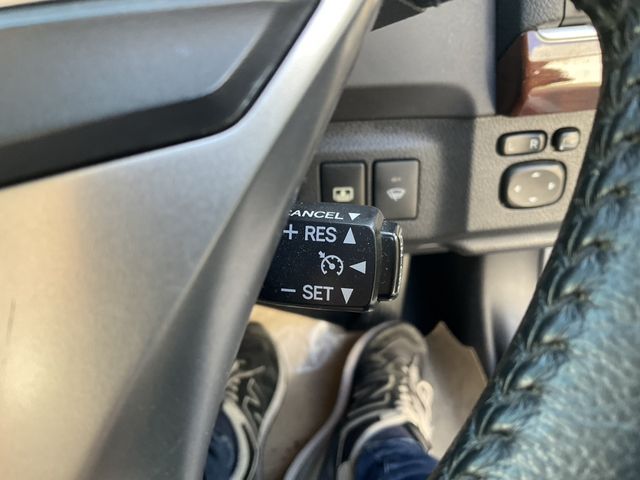 CANCEL ▼
+ RES ▲
◄
− SET ▼
R